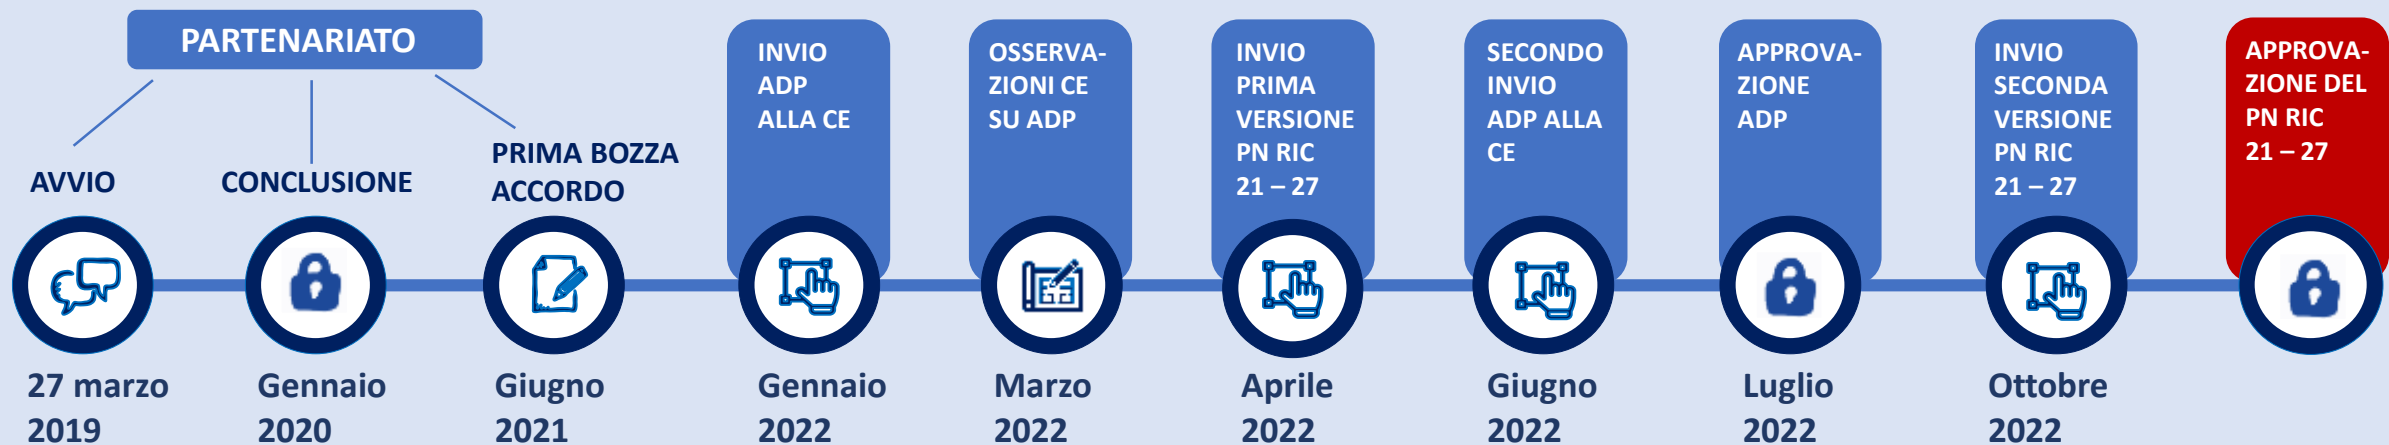 PARTENARIATO
AVVIO
CONCLUSIONE
PRIMA BOZZA
ACCORDO
INVIO
ADP
ALLA CE
OSSERVA-
ZIONI CE
SU ADP
INVIO
PRIMA
VERSIONE
PN RIC
21 – 27
SECONDO
INVIO
ADP ALLA
CE
APPROVA-
ZIONE
ADP
INVIO
SECONDA
VERSIONE
PN RIC
21 – 27
APPROVA-
ZIONE DEL
PN RIC
21 – 27
27 marzo
2019
Gennaio
2020
Giugno
2021
Gennaio
2022
Marzo
2022
Aprile
2022
Giugno
2022
Luglio
2022
Ottobre
2022